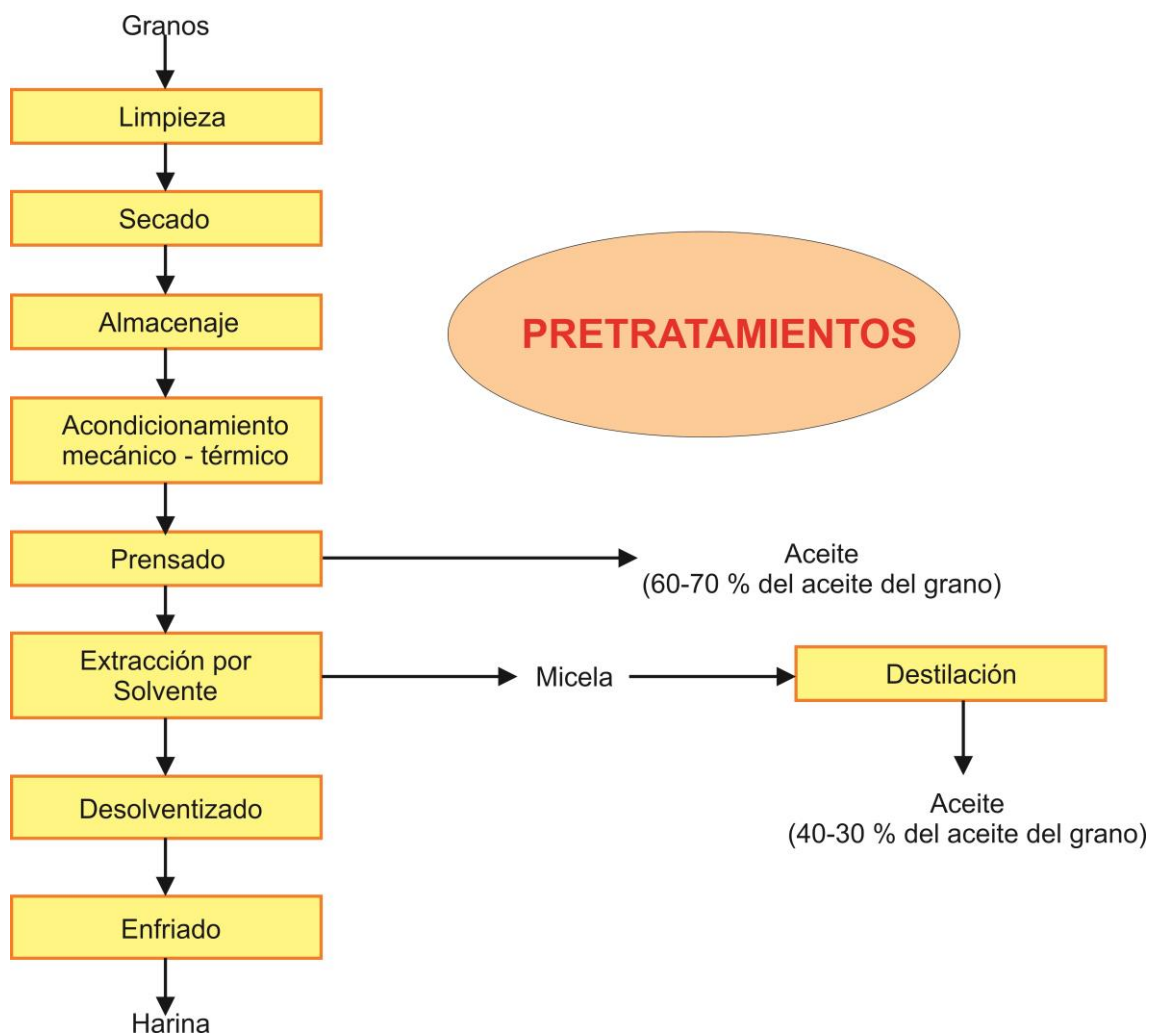 Granos
Limpieza
Secado
Almacenaje
PRETRATAMIENTOS
Acondicionamiento
mecánico - térmico
Prensado
Aceite
(60-70 % del aceite del grano)
Extracción por
Solvente
Micela
Destilación
Desolventizado
Aceite
(40-30 % del aceite del grano)
Enfriado
Harina